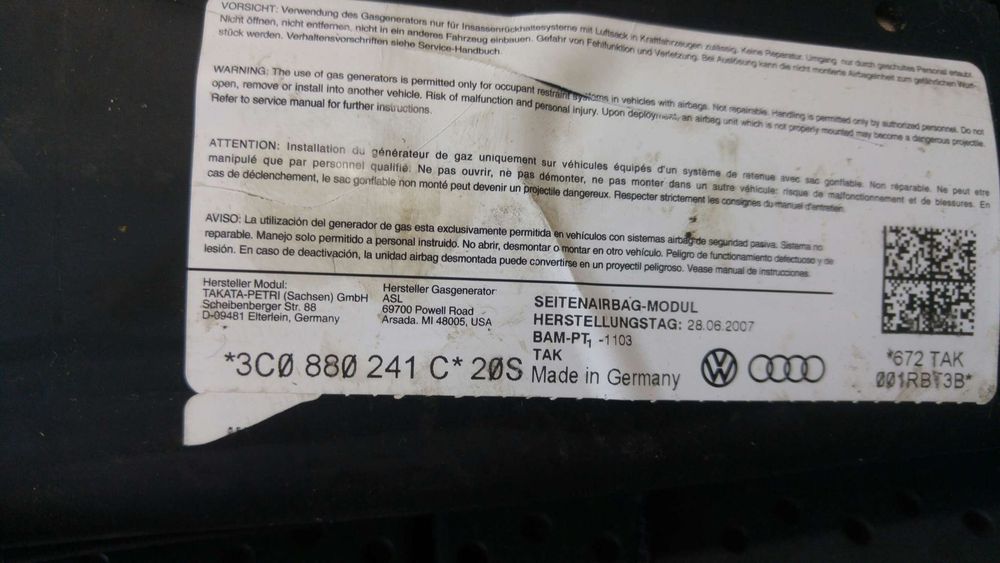 VORSICHT: Verwendung des Gasgenerators nur für Insassenrückhaltesysteme mit Luftsack in Kraftfahrzeugen zulässig. Keine Reparatur. Umgang nur durch geschultes Personal erlaubt.
Nicht öffnen, nicht entfernen, nicht in ein anderes Fahrzeug einbauen. Gefahr von Fehlfunktion und Verletzung. Bei Auslösung kann die nicht montierte Airbageinheit zum gefährlichen Wurf-
stück werden. Verhaltensvorschriften siehe Service-Handbuch.
WARNING: The use of gas generators is permitted only for occupant restraint systems in vehicles with airbags. Not repairable. Handling is permitted only by authorized personnel. Do not
open, remove or install into another vehicle. Risk of malfunction and personal injury. Upon deployment, an airbag unit which is not properly mounted may become a dangerous projectile.
Refer to service manual for further instructions.
ATTENTION: Installation du générateur de gaz uniquement sur véhicules équipés d'un système de retenue avec sac gonflable. Non réparable. Ne peut etre
manipulé que par personnel qualifié. Ne pas ouvrir, ne pas démonter, ne pas monter dans un autre véhicule: risque de malfonctionnement et de blessures. En
cas de déclenchement, le sac gonflable non monté peut devenir un projectile dangereux. Respecter strictement les consignes du manuel d'entretien.
AVISO: La utilización del generador de gas esta exclusivamente permitida en vehículos con sistemas airbag de seguridad pasiva. Sistema no
reparable. Manejo solo permitido a personal instruido. No abrir, desmontar o montar en otro vehículo. Peligro de funcionamiento defectuoso y de
lesión. En caso de deactivación, la unidad airbag desmontada puede convertirse en un proyectil peligroso. Vease manual de instrucciones.
Hersteller Modul:
TAKATA-PETRI (Sachsen) GmbH
Scheibenberger Str. 88
D-09481 Elterlein, Germany
Hersteller Gasgenerator
ASL
69700 Powell Road
Arsada. MI 48005, USA
SEITENAIRBAG-MODUL
HERSTELLUNGSTAG: 28.06.2007
BAM-PT1 -1103
TAK
Made in Germany
*3C0 880 241 C* 20S
*672 TAK
001RBT3B*